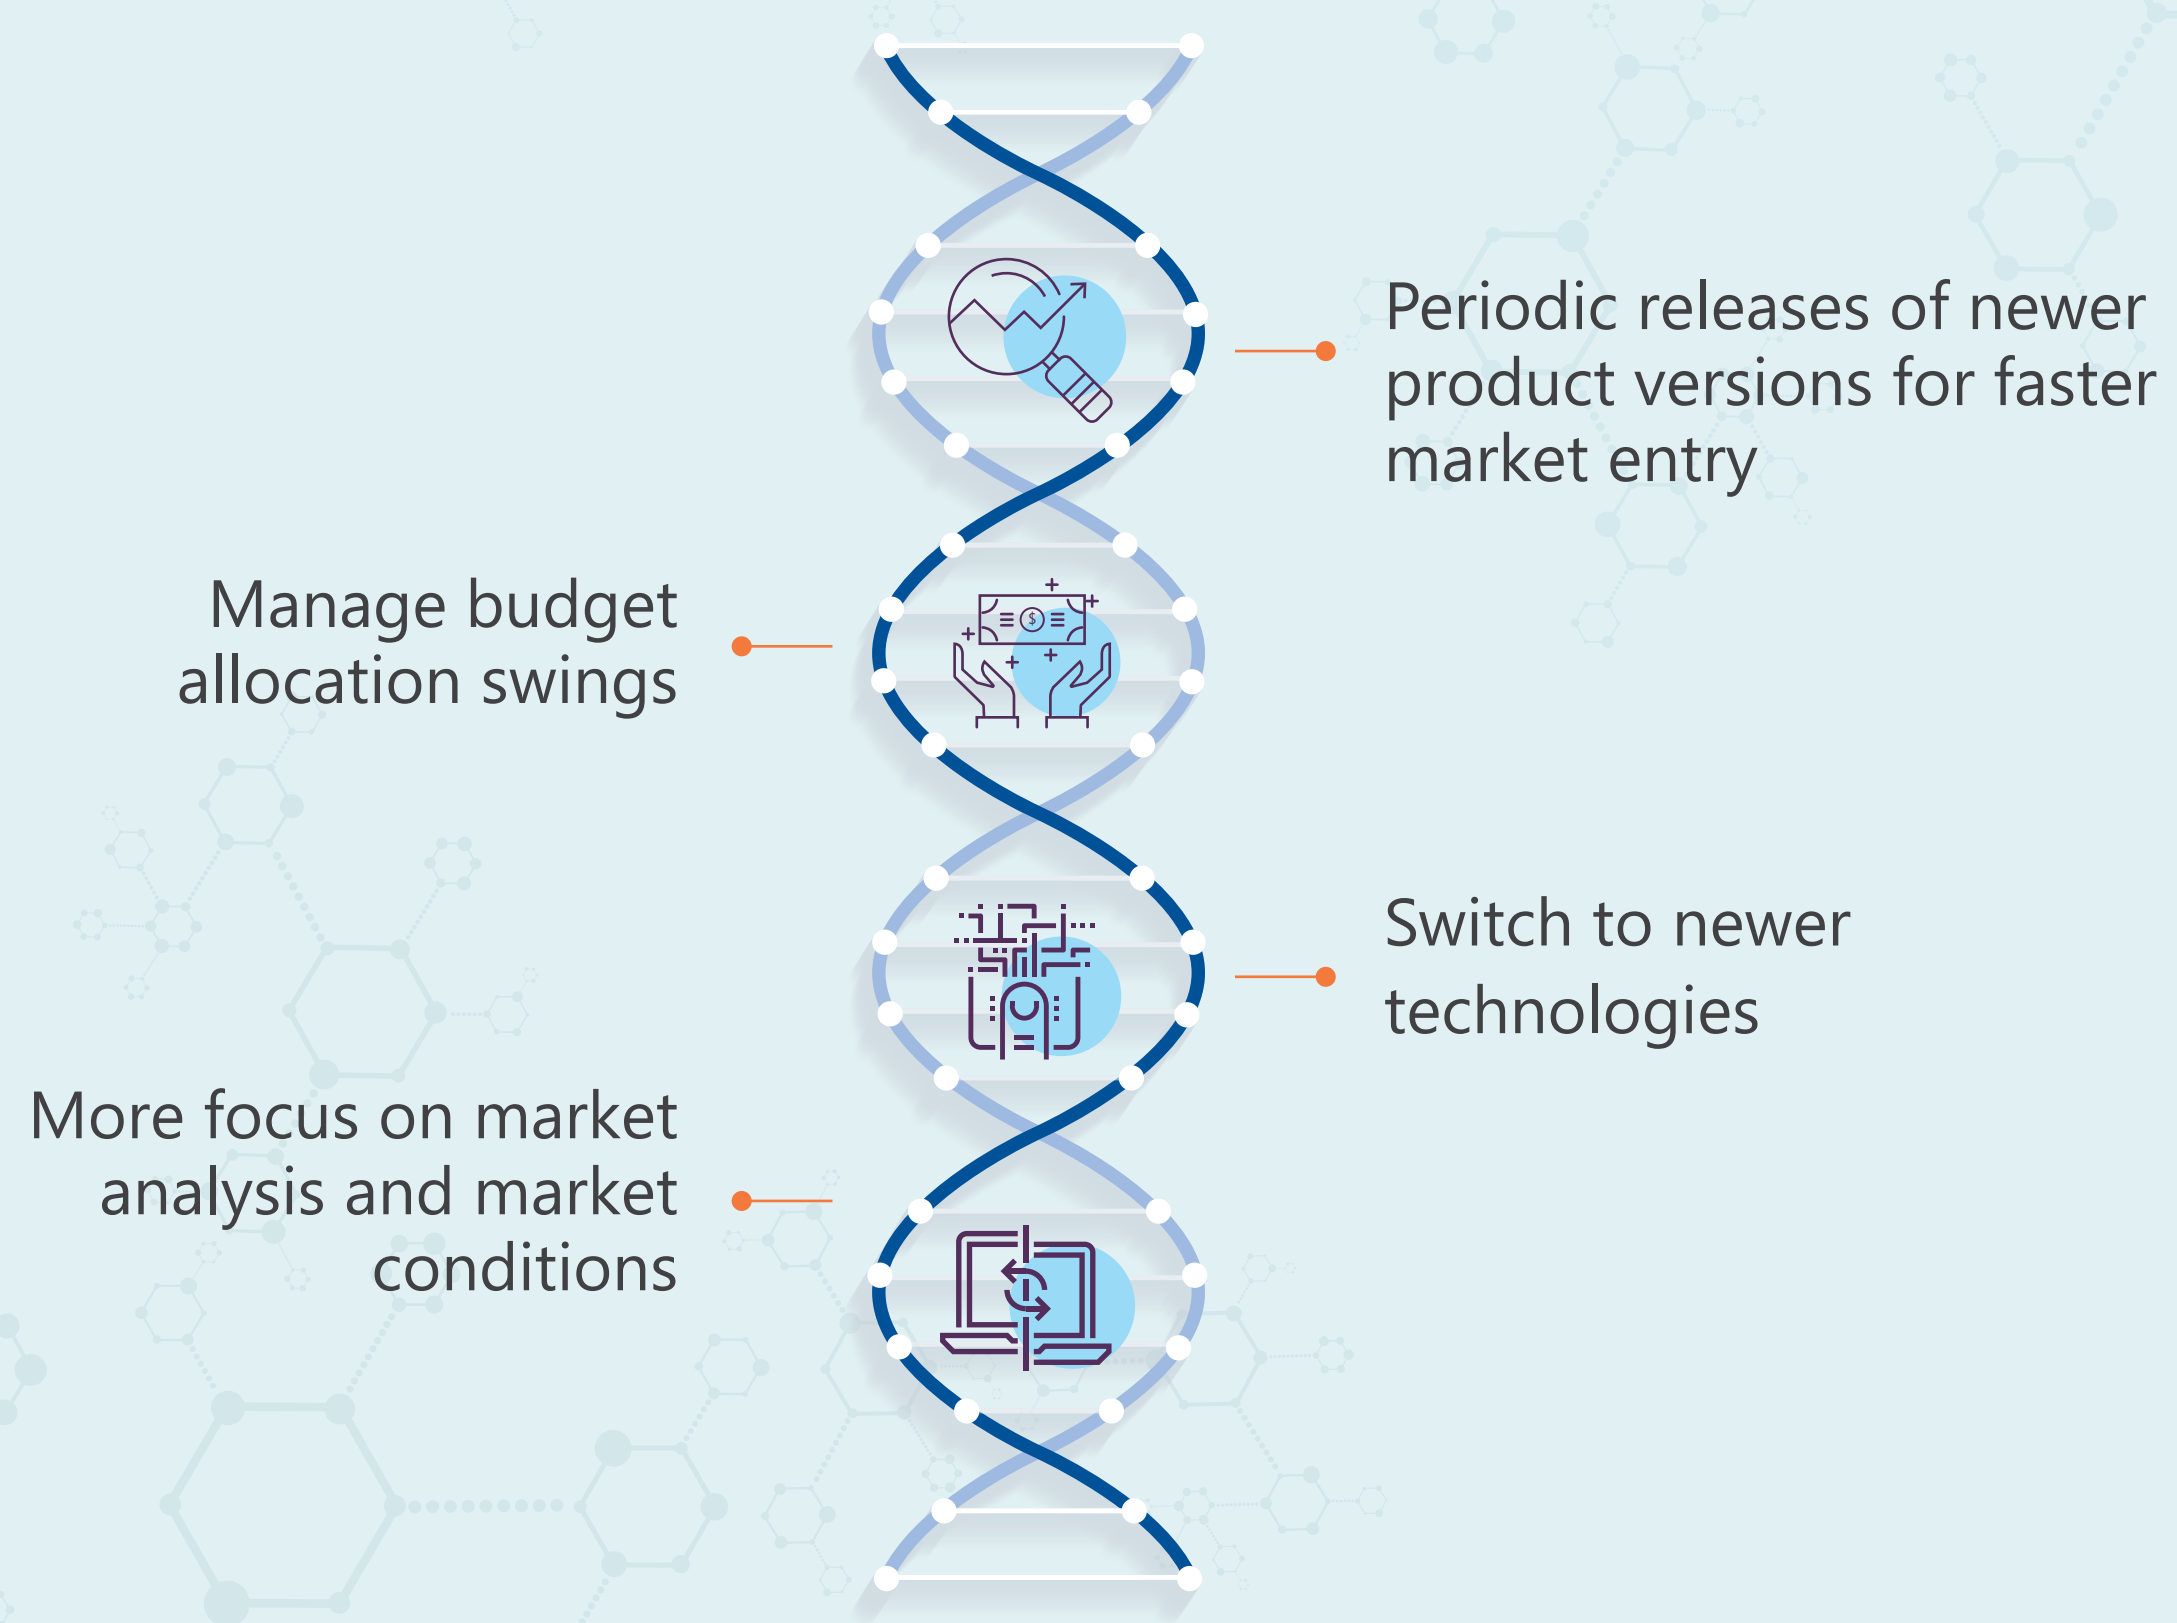 Periodic releases of newer
product versions for faster
market entry
Manage budget
allocation swings
$
Switch to newer
technologies
More focus on market
analysis and market
conditions